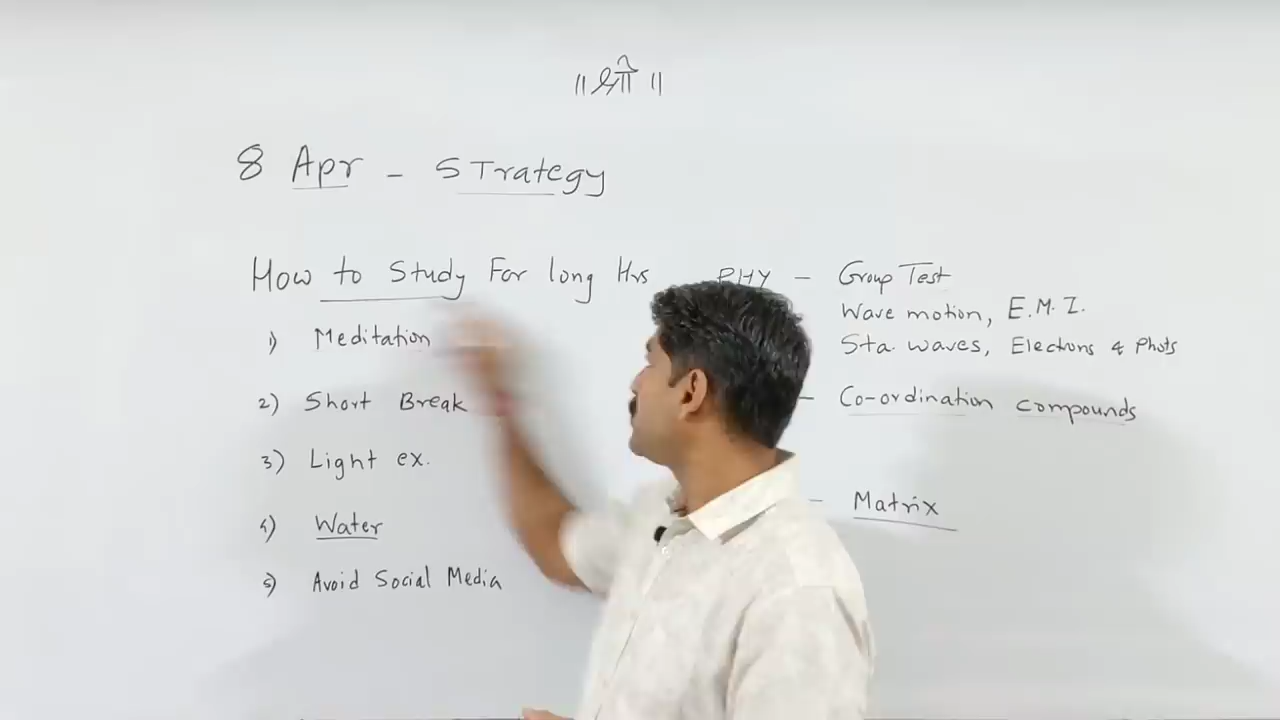 ॥ श्री ॥
8 Apr - STrategy
How to Study For long Hrs
1) Meditation
2) Short Break
3) Light ex.
4) Water
5) Avoid Social Media
PHY - Group Test
Wave motion, E.M.I.
Sta. waves, Elections & Phots
- Co-ordination compounds
- Matrix